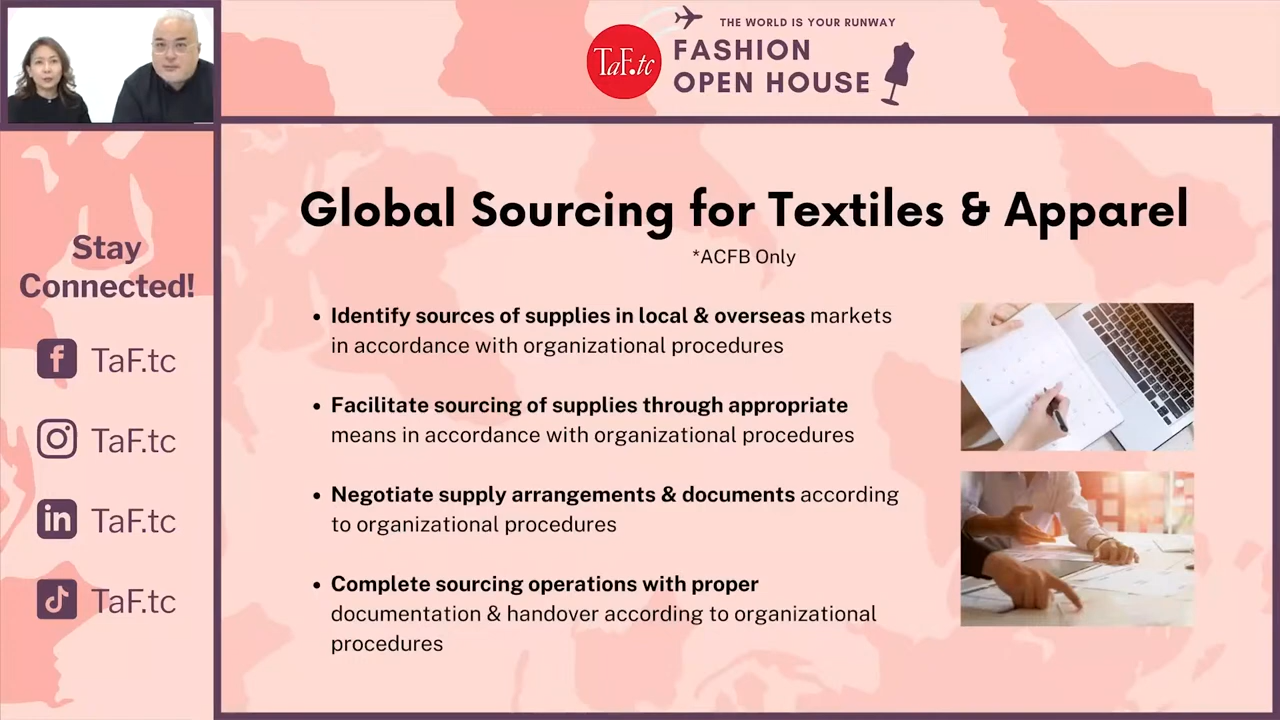 TaF.tc
THE WORLD IS YOUR RUNWAY
FASHION
OPEN HOUSE
Stay
Connected!
f TaF.tc
TaF.tc
in TaF.tc
TaF.tc
Global Sourcing for Textiles & Apparel
*ACFB Only
• Identify sources of supplies in local & overseas markets
in accordance with organizational procedures
• Facilitate sourcing of supplies through appropriate
means in accordance with organizational procedures
• Negotiate supply arrangements & documents according
to organizational procedures
• Complete sourcing operations with proper
documentation & handover according to organizational
procedures